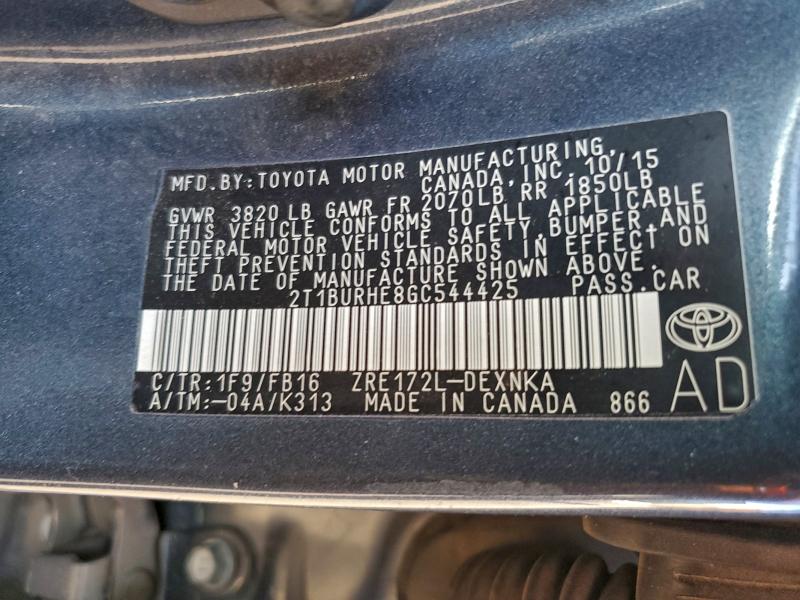 MFD.BY:TOYOTA MOTOR MANUFACTURING,
CANADA,INC. 10/15
GVWR 3820 LB GAWR FR 2070LB,RR 1850LB
THIS VEHICLE CONFORMS TO ALL APPLICABLE
FEDERAL MOTOR VEHICLE SAFETY,BUMPER,AND
THEFT PREVENTION STANDARDS IN EFFECT ON
THE DATE OF MANUFACTURE SHOWN ABOVE.
2T1BURHE8GC544425 PASS.CAR
C/TR:1F9/FB16 ZRE172L-DEXNKA
A/TM:-04A/K313 MADE IN CANADA 866
AD